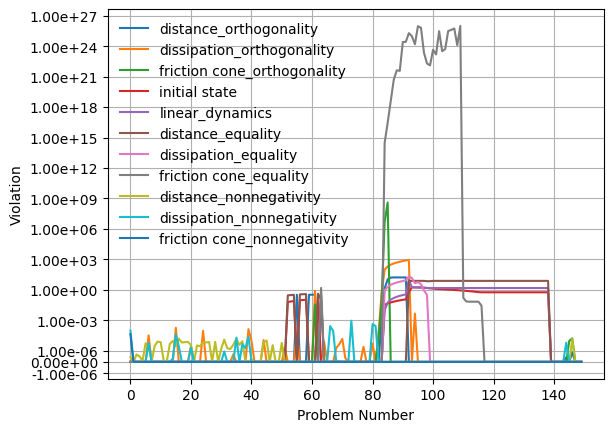 1.00e+27
1.00e+24
1.00e+21
1.00e+18
1.00e+15
1.00e+12
1.00e+09
1.00e+06
1.00e+03
1.00e+00
1.00e-03
1.00e-06
0.00e+00
-1.00e-06
Violation
distance_orthogonality
dissipation_orthogonality
friction cone_orthogonality
initial state
linear_dynamics
distance_equality
dissipation_equality
friction cone_equality
distance_nonnegativity
dissipation_nonnegativity
friction cone_nonnegativity
0 20 40 60 80 100 120 140
Problem Number